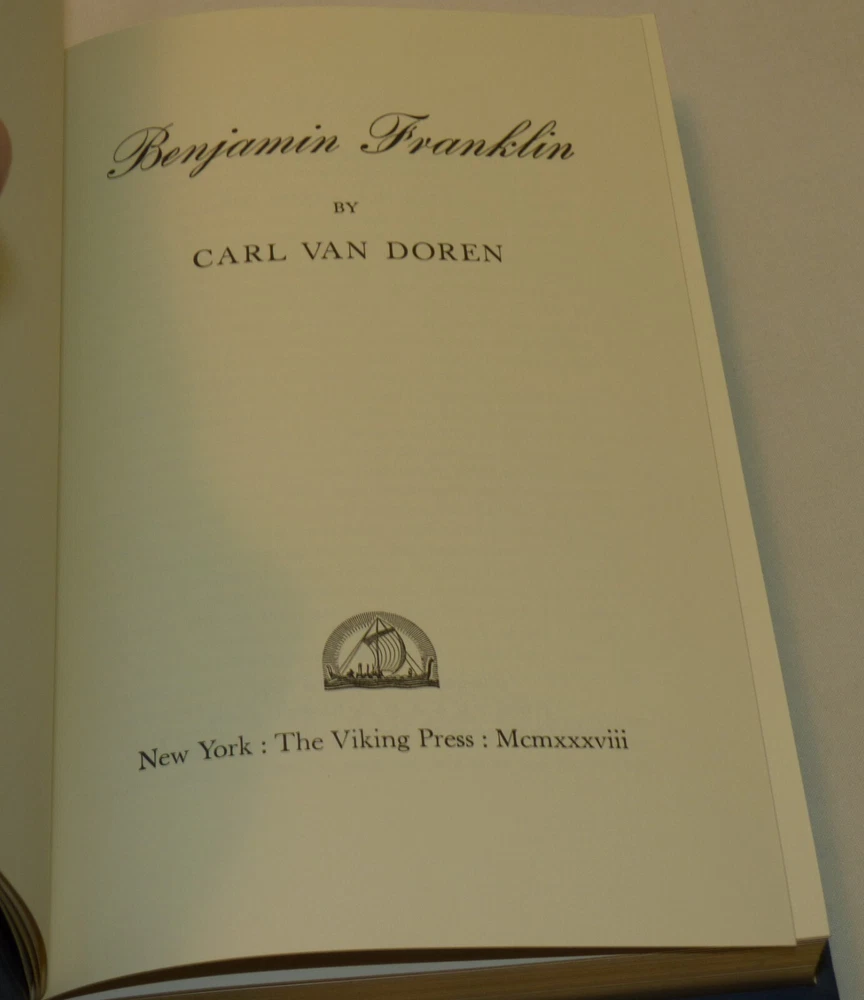 Benjamin Franklin
BY
CARL VAN DOREN
New York : The Viking Press : Mcmxxxviii